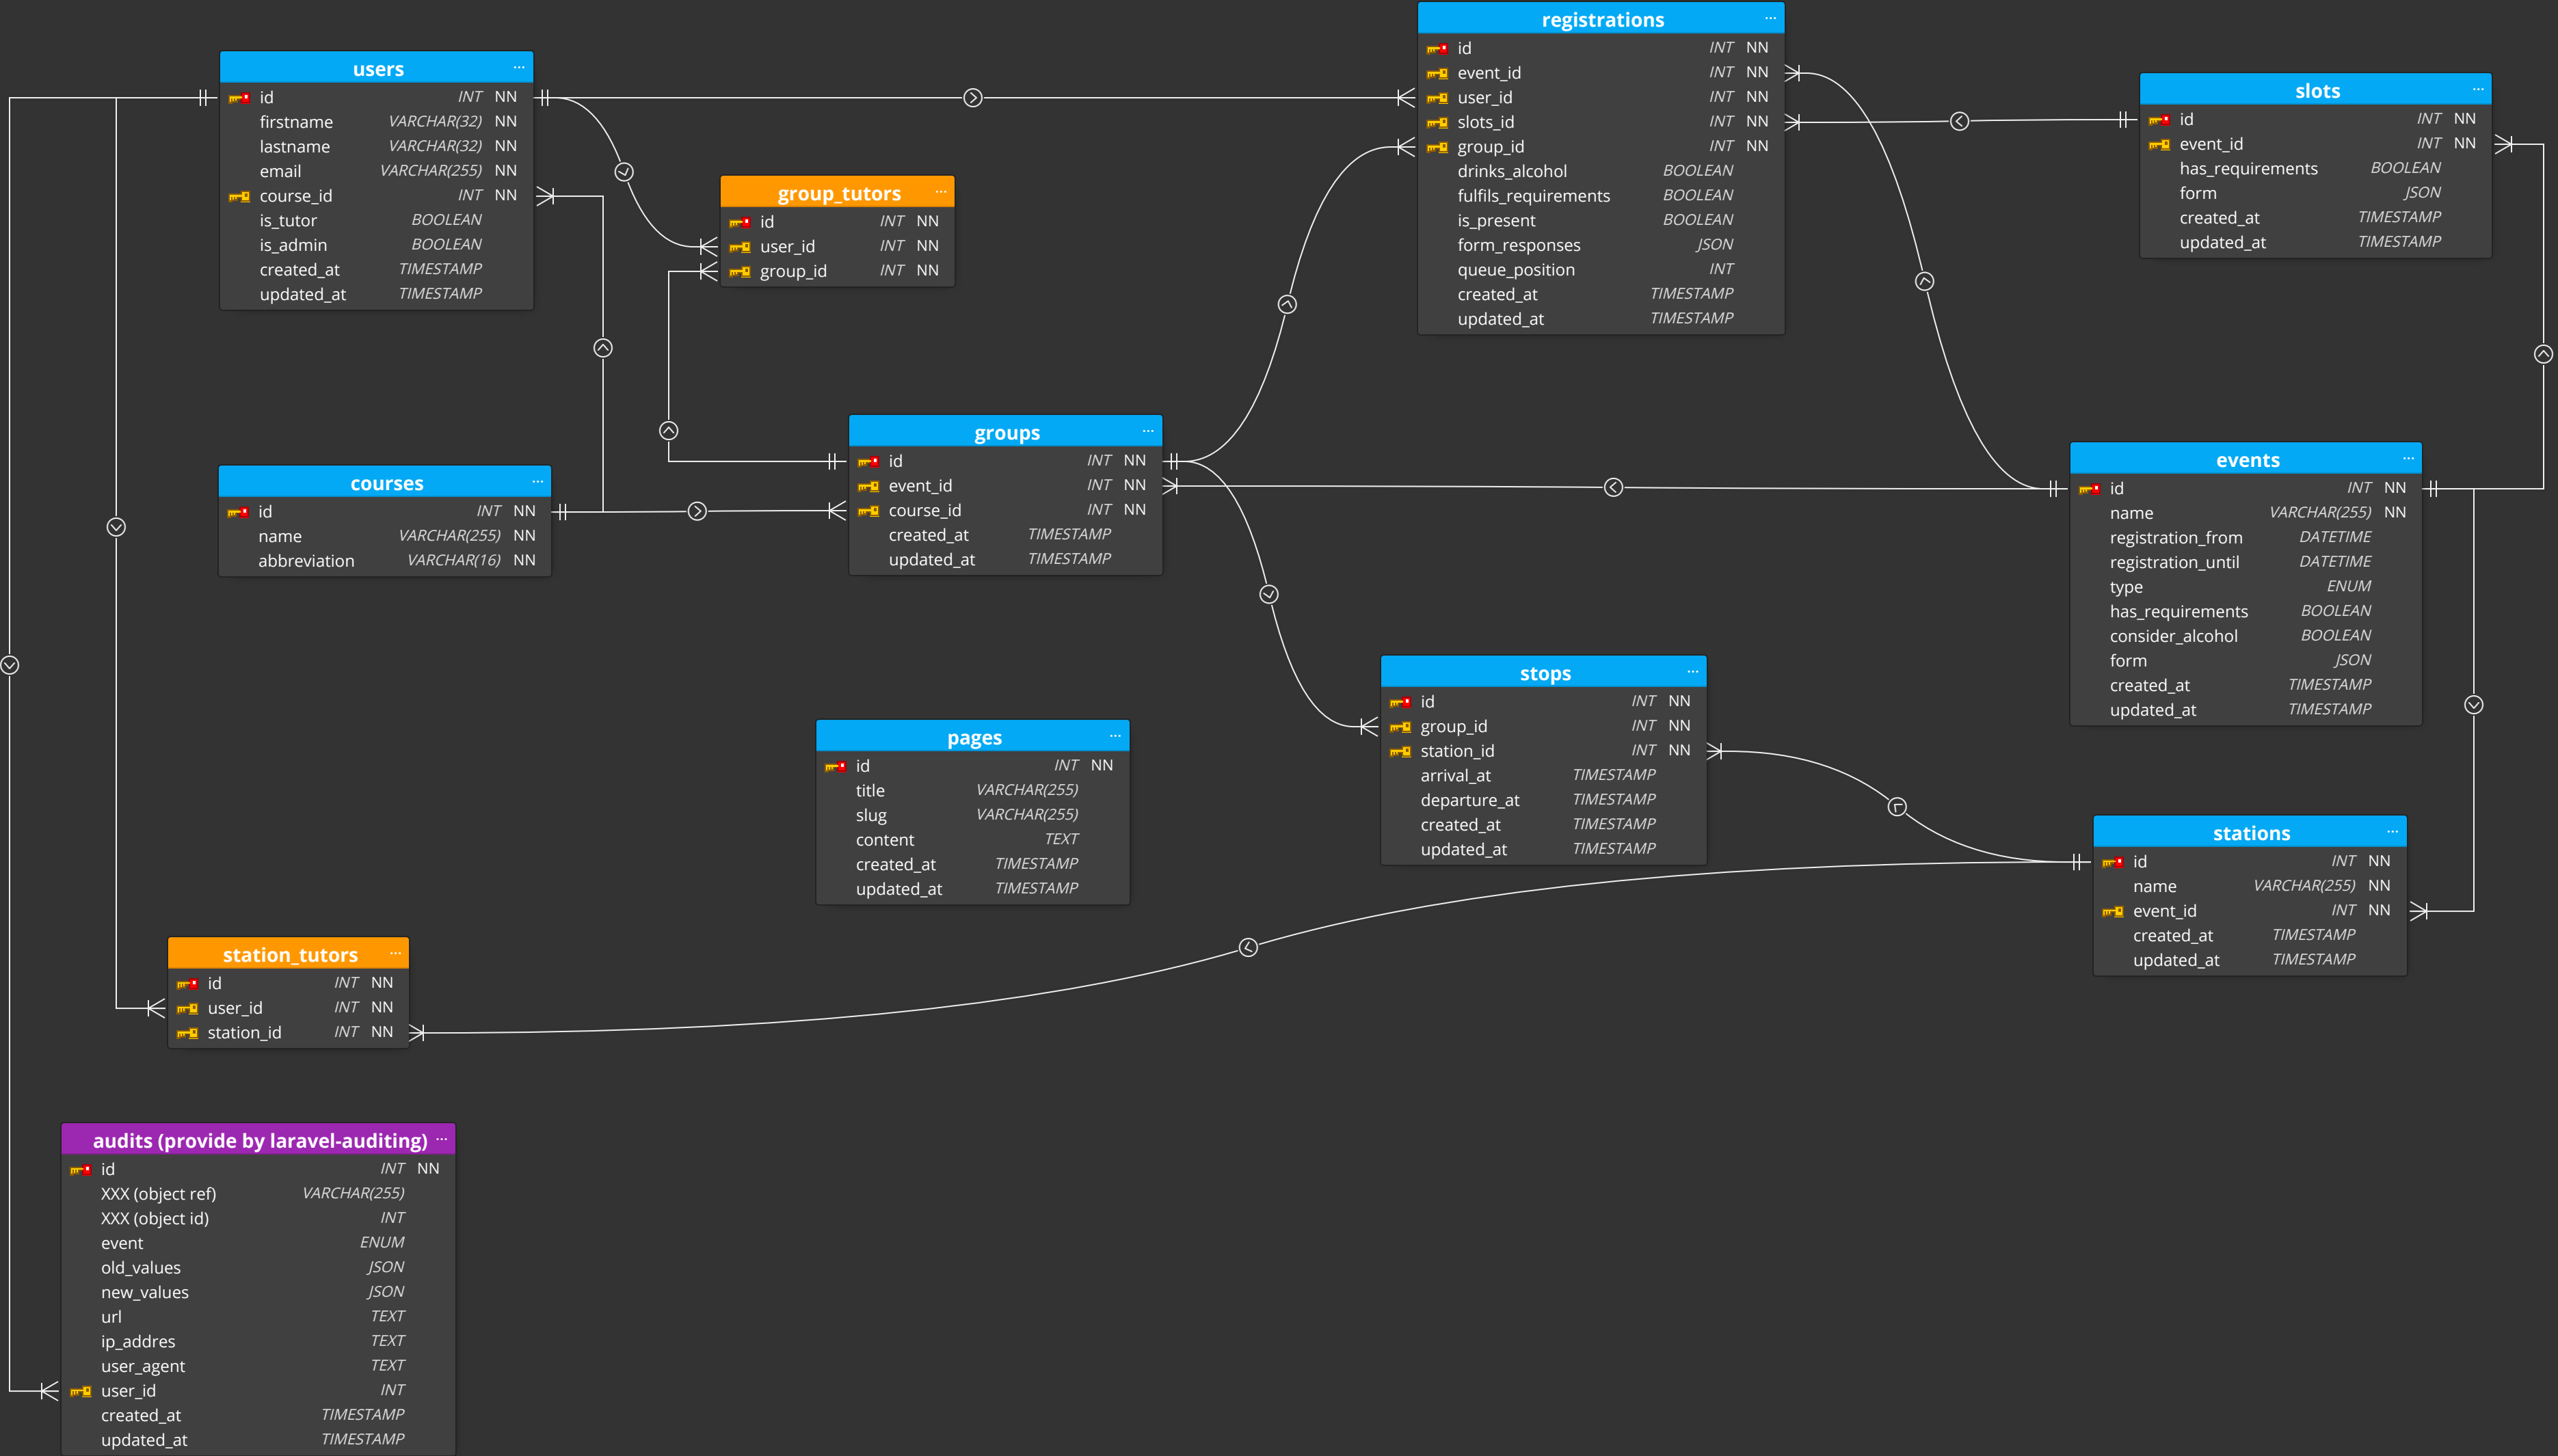 users ...
id INT NN
firstname VARCHAR(32) NN
lastname VARCHAR(32) NN
email VARCHAR(255) NN
course_id INT NN
is_tutor BOOLEAN
is_admin BOOLEAN
created_at TIMESTAMP
updated_at TIMESTAMP
group_tutors ...
id INT NN
user_id INT NN
group_id INT NN
registrations ...
id INT NN
event_id INT NN
user_id INT NN
slots_id INT NN
group_id INT NN
drinks_alcohol BOOLEAN
fulfils_requirements BOOLEAN
is_present BOOLEAN
form_responses JSON
queue_position INT
created_at TIMESTAMP
updated_at TIMESTAMP
slots ...
id INT NN
event_id INT NN
has_requirements BOOLEAN
form JSON
created_at TIMESTAMP
updated_at TIMESTAMP
courses ...
id INT NN
name VARCHAR(255) NN
abbreviation VARCHAR(16) NN
groups ...
id INT NN
event_id INT NN
course_id INT NN
created_at TIMESTAMP
updated_at TIMESTAMP
events ...
id INT NN
name VARCHAR(255) NN
registration_from DATETIME
registration_until DATETIME
type ENUM
has_requirements BOOLEAN
consider_alcohol BOOLEAN
form JSON
created_at TIMESTAMP
updated_at TIMESTAMP
pages ...
id INT NN
title VARCHAR(255)
slug VARCHAR(255)
content TEXT
created_at TIMESTAMP
updated_at TIMESTAMP
stops ...
id INT NN
group_id INT NN
station_id INT NN
arrival_at TIMESTAMP
departure_at TIMESTAMP
created_at TIMESTAMP
updated_at TIMESTAMP
stations ...
id INT NN
name VARCHAR(255) NN
event_id INT NN
created_at TIMESTAMP
updated_at TIMESTAMP
station_tutors ...
id INT NN
user_id INT NN
station_id INT NN
audits (provide by laravel-auditing) ...
id INT NN
XXX (object ref) VARCHAR(255)
XXX (object id) INT
event ENUM
old_values JSON
new_values JSON
url TEXT
ip_addres TEXT
user_agent TEXT
user_id INT
created_at TIMESTAMP
updated_at TIMESTAMP